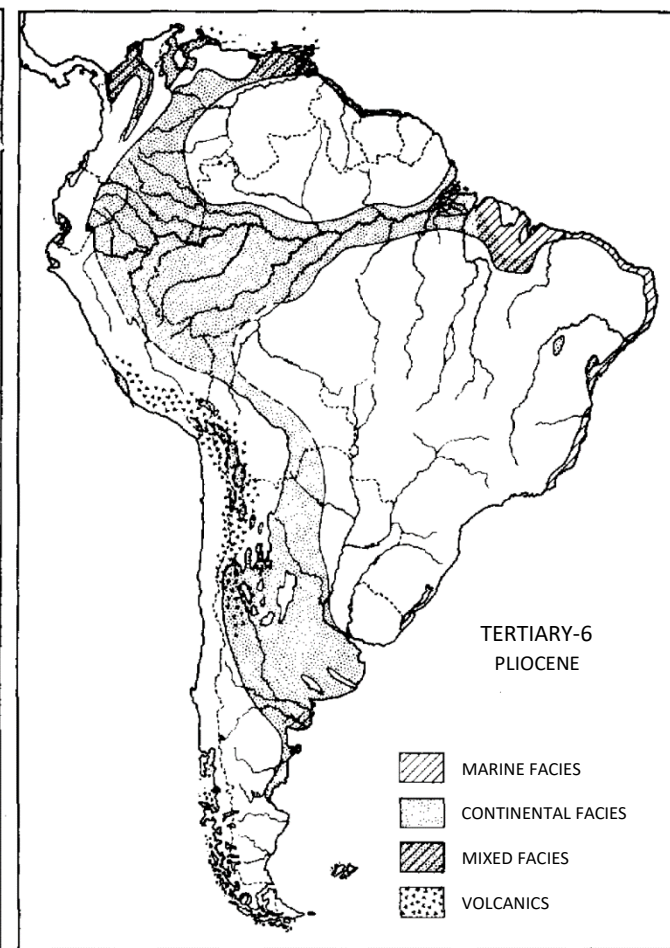 TERTIARY-6
PLIOCENE
MARINE FACIES
CONTINENTAL FACIES
MIXED FACIES
VOLCANICS